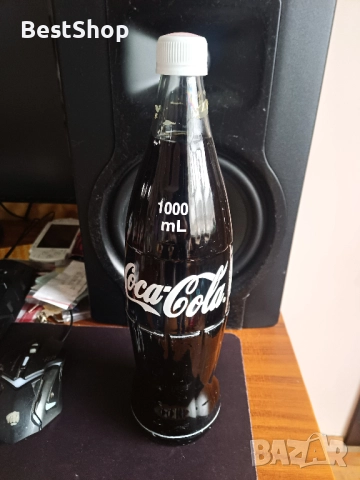 BestShop
1000
mL
Coca-Cola
BAZAR